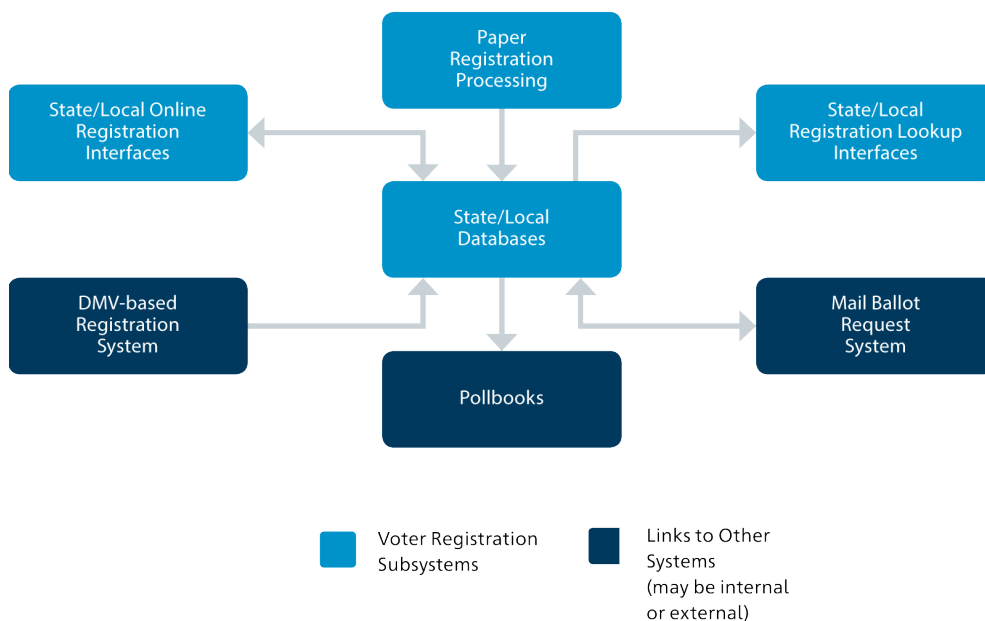 Paper
Registration
Processing
State/Local Online
Registration
Interfaces
State/Local
Registration Lookup
Interfaces
State/Local
Databases
DMV-based
Registration
System
Mail Ballot
Request
System
Pollbooks
Voter Registration
Subsystems
Links to Other
Systems
(may be internal
or external)